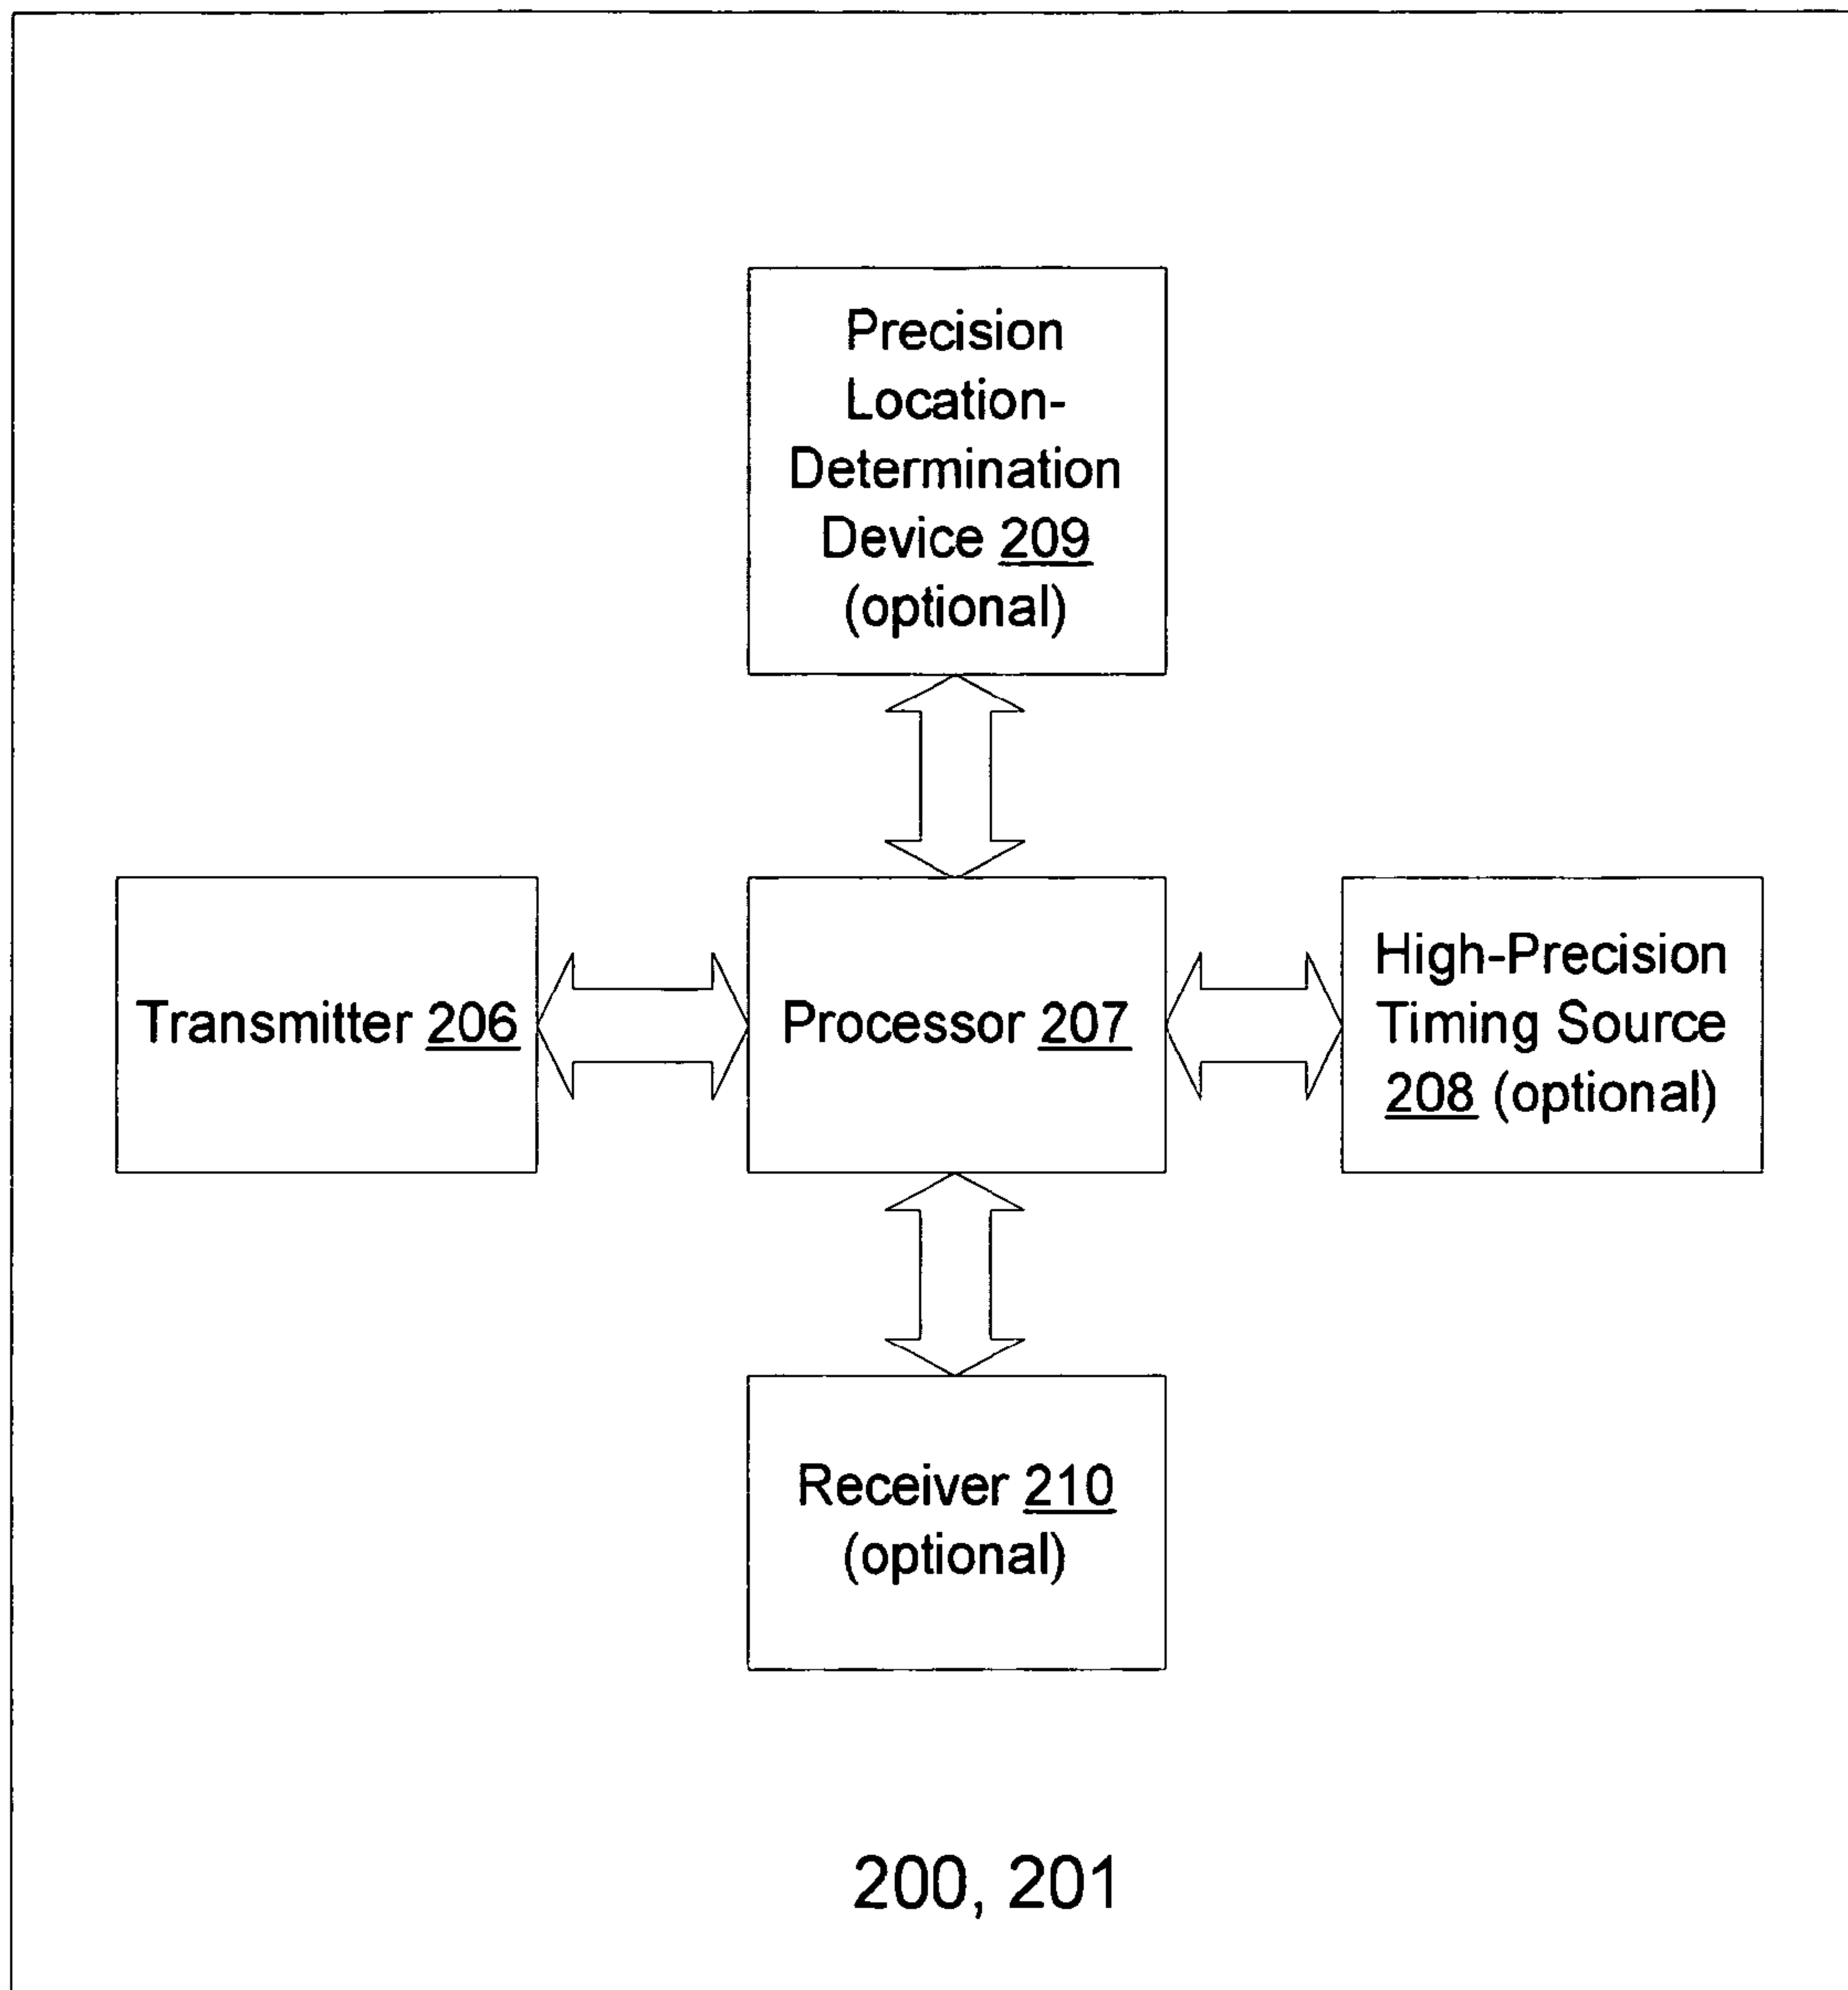 Precision
Location-
Determination
Device 209
(optional)
Transmitter 206
Processor 207
High-Precision
Timing Source
208 (optional)
Receiver 210
(optional)
200, 201